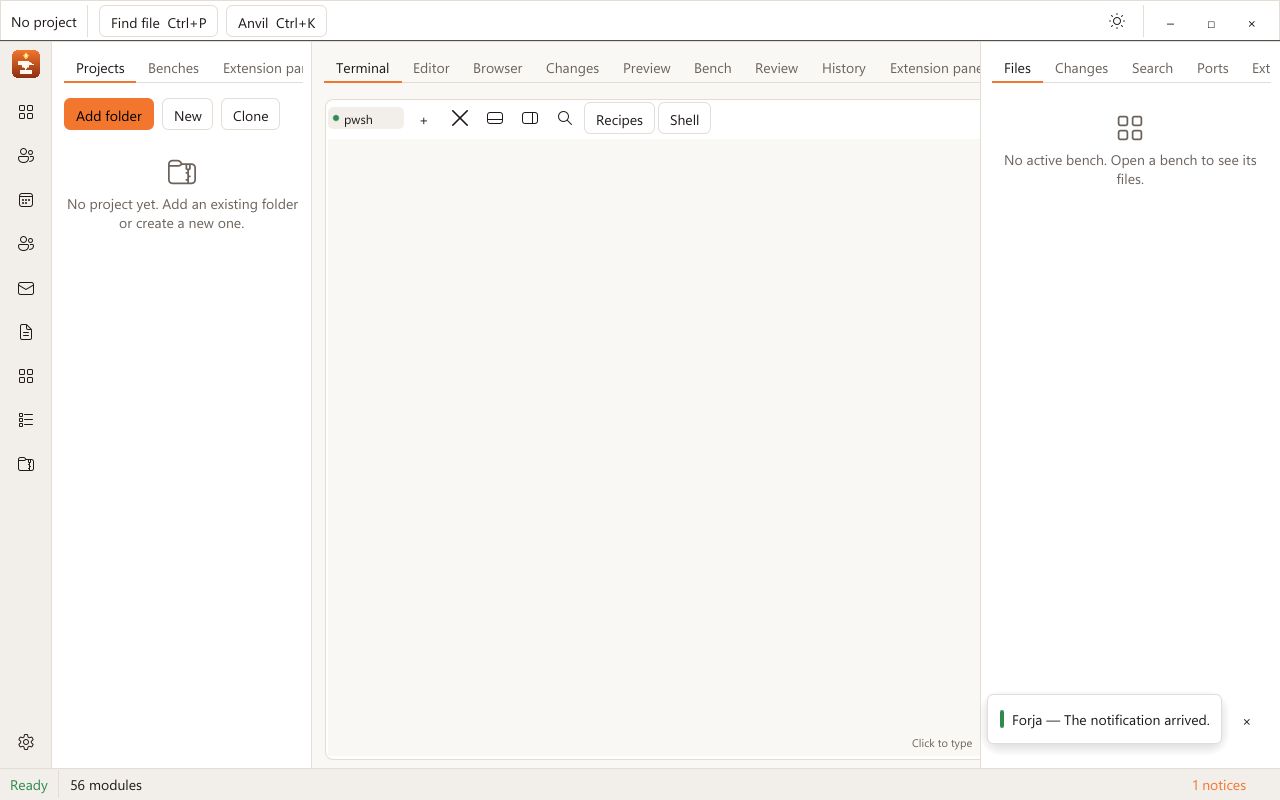 No project
Find file Ctrl+P
Anvil Ctrl+K
Projects
Benches
Extension par
Terminal
Editor
Browser
Changes
Preview
Bench
Review
History
Extension pane
Files
Changes
Search
Ports
Ext
Add folder
New
Clone
pwsh
Recipes
Shell
No project yet. Add an existing folder
or create a new one.
No active bench. Open a bench to see its
files.
Click to type
Forja — The notification arrived.
Ready
56 modules
1 notices